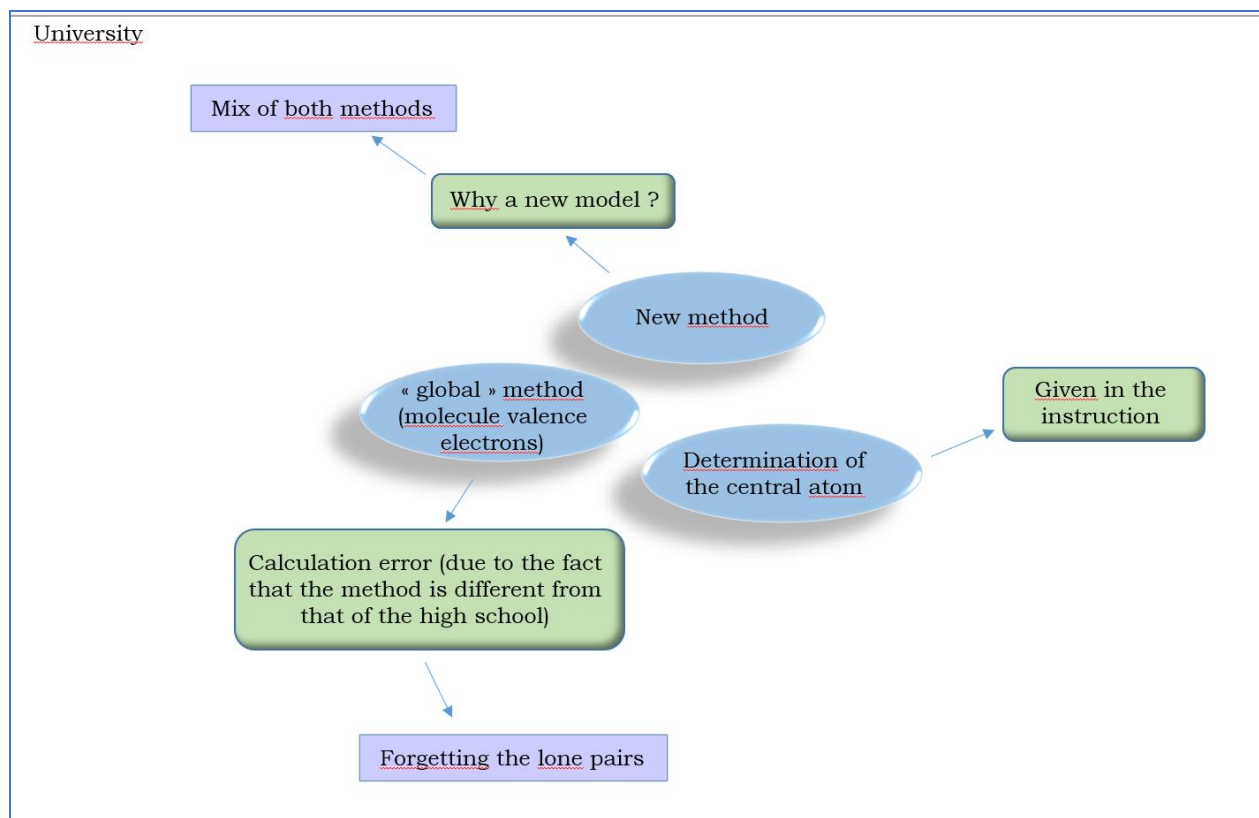 University
Mix of both methods
Why a new model ?
New method
« global » method
(molecule valence
electrons)
Given in the
instruction
Determination of
the central atom
Calculation error (due to the fact
that the method is different from
that of the high school)
Forgetting the lone pairs